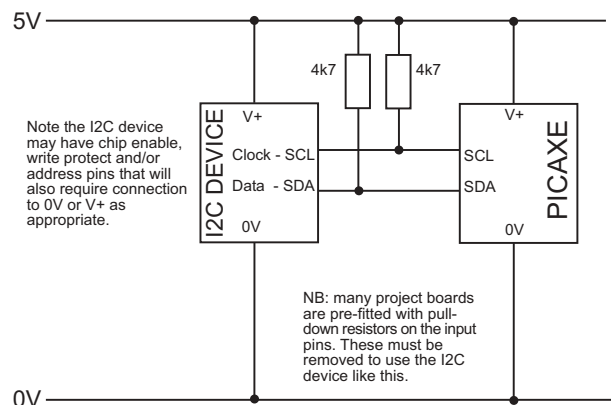 5V
4k7
4k7
Note the I2C device
may have chip enable,
write protect and/or
address pins that will
also require connection
to 0V or V+ as
appropriate.
I2C DEVICE
V+
Clock - SCL
Data - SDA
0V
PICAXE
V+
SCL
SDA
0V
NB: many project boards
are pre-fitted with pull-
down resistors on the input
pins. These must be
removed to use the I2C
device like this.
0V